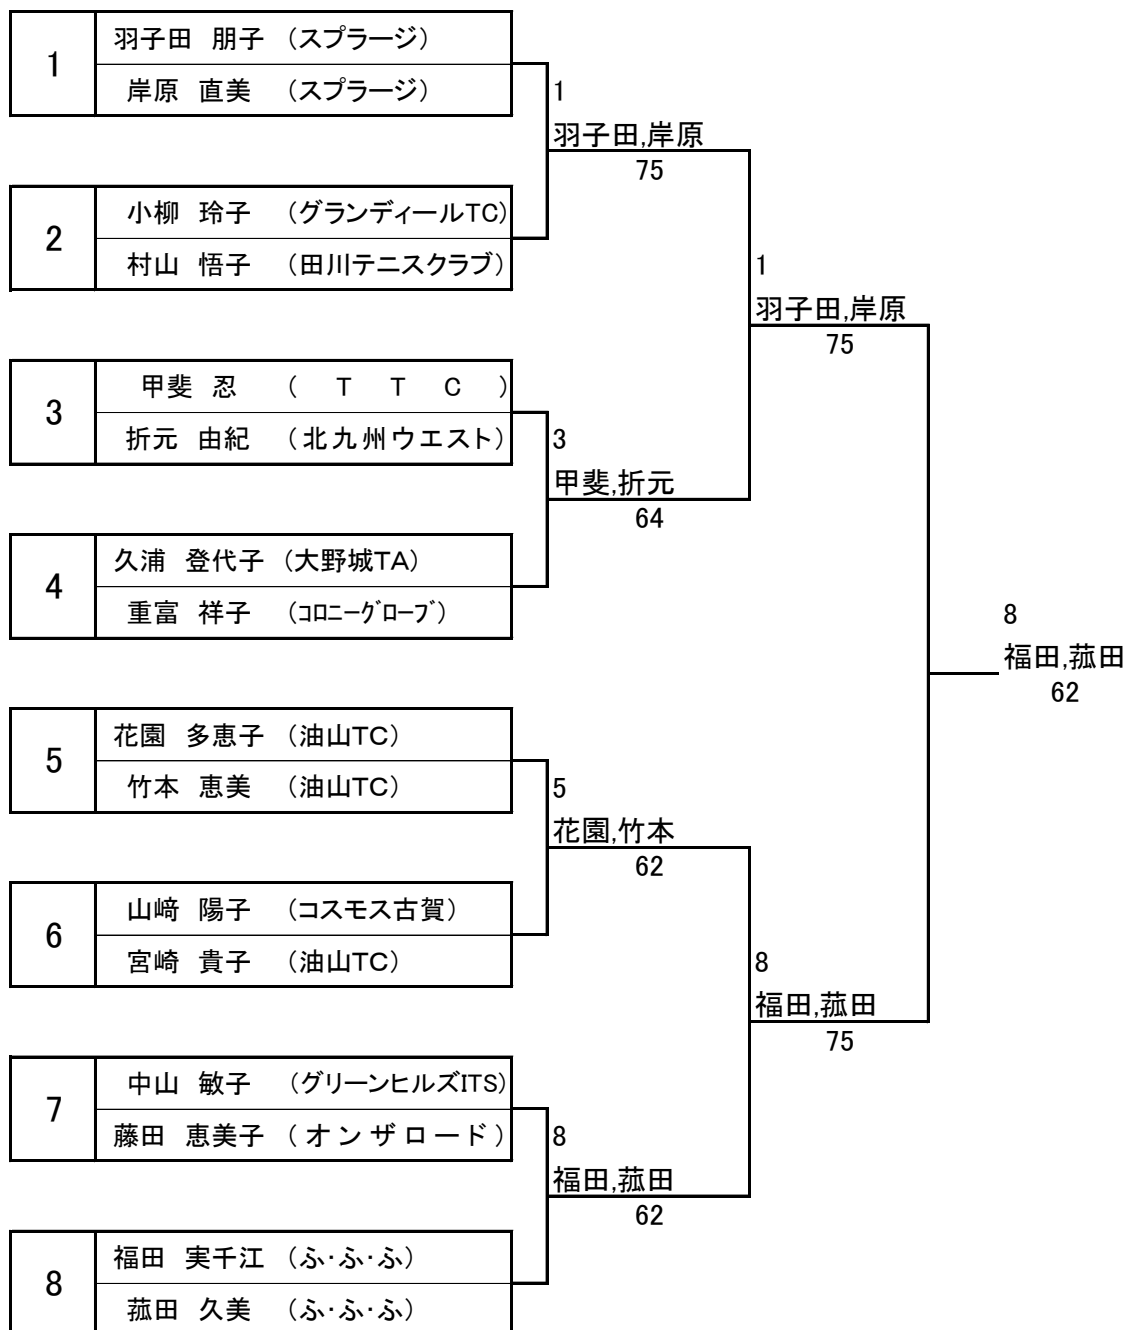 1
羽子田 朋子 (スプラージ)
岸原 直美 (スプラージ)
2
小柳 玲子 (グランディールTC)
村山 悟子 (田川テニスクラブ)
3
甲斐 忍 ( T T C )
折元 由紀 (北九州ウエスト)
4
久浦 登代子 (大野城TA)
重富 祥子 (ｺﾛﾆｰｸﾞﾛｰﾌﾞ)
5
花園 多恵子 (油山TC)
竹本 恵美 (油山TC)
6
山﨑 陽子 (コスモス古賀)
宮崎 貴子 (油山TC)
7
中山 敏子 (グリーンヒルズITS)
藤田 恵美子 (オンザロード)
8
福田 実千江 (ふ・ふ・ふ)
菰田 久美 (ふ・ふ・ふ)
1
羽子田,岸原
75
3
甲斐,折元
64
5
花園,竹本
62
8
福田,菰田
62
1
羽子田,岸原
75
8
福田,菰田
75
8
福田,菰田
62